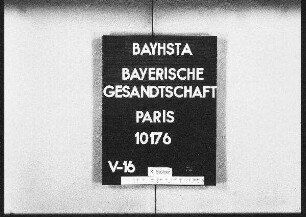 BAYHSTA
BAYERISCHE
GESANDTSCHAFT
PARIS
10176
V-16